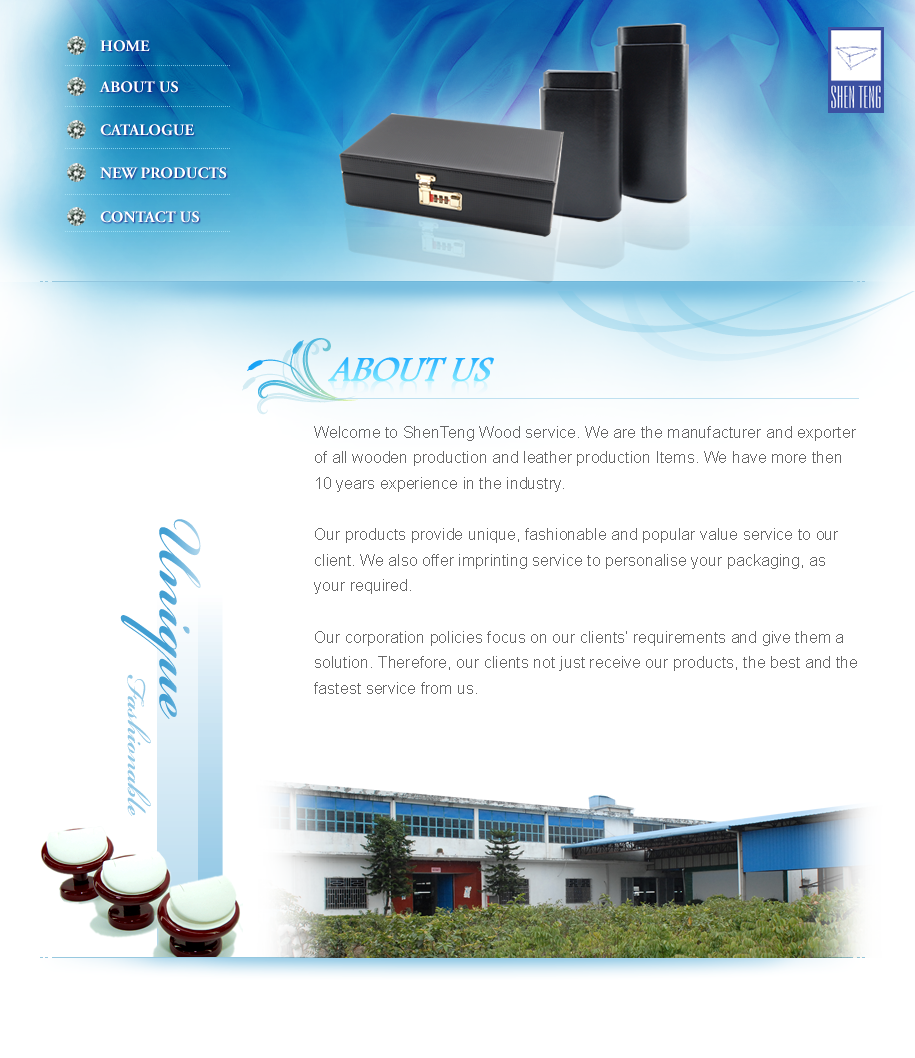 HOME
ABOUT US
CATALOGUE
NEW PRODUCTS
CONTACT US
SHEN TENG
ABOUT US
Welcome to ShenTeng Wood service. We are the manufacturer and exporter
of all wooden production and leather production Items. We have more then
10 years experience in the industry.
Our products provide unique, fashionable and popular value service to our
client. We also offer imprinting service to personalise your packaging, as
your required.
Our corporation policies focus on our clients' requirements and give them a
solution. Therefore, our clients not just receive our products, the best and the
fastest service from us.
Unique
Fashionable